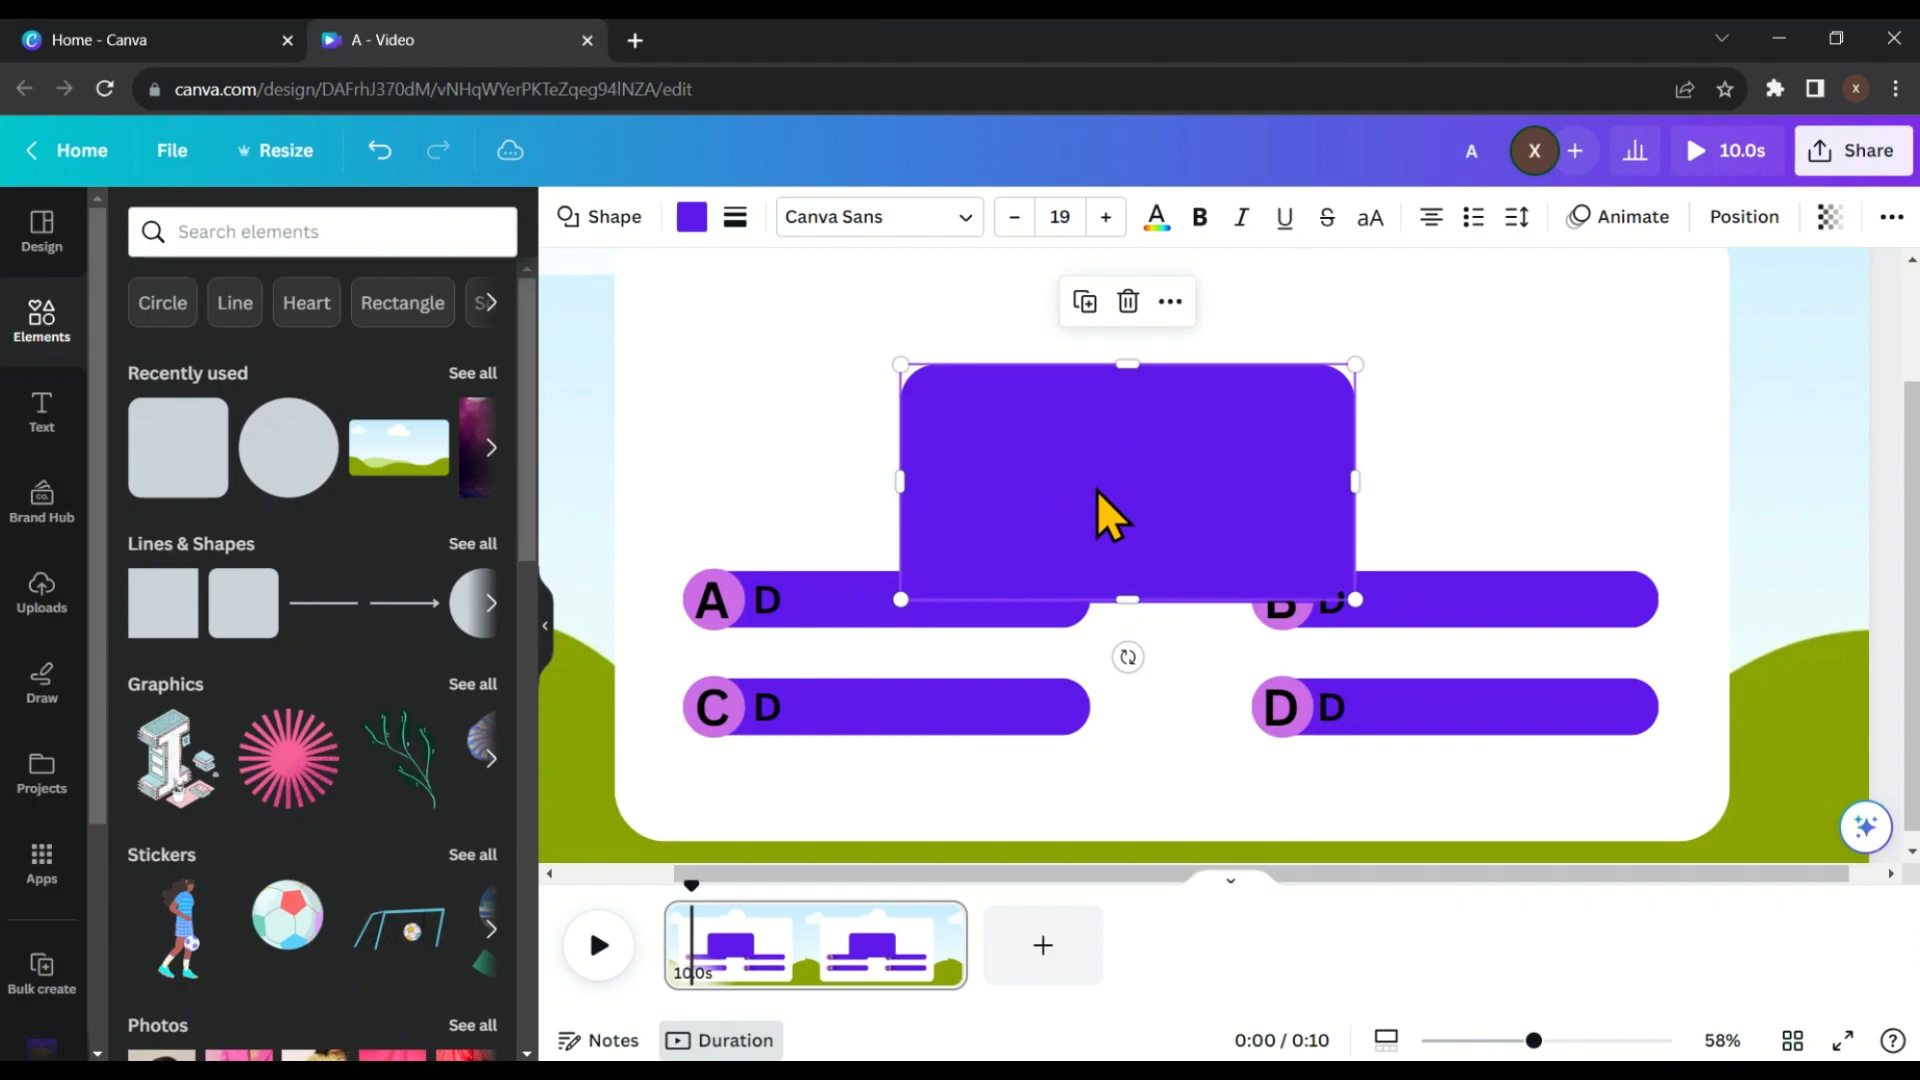 Home - Canva
A - Video
canva.com/design/DAFrhJ370dM/vNHqWYerPKTeZqeg94lNZA/edit
X
Home
File
Resize
A
X
10.0s
Share
Design
Elements
Text
Brand Hub
Uploads
Draw
Projects
Apps
Bulk create
Search elements
Circle
Line
Heart
Rectangle
Recently used
See all
Lines & Shapes
See all
Graphics
See all
Stickers
See all
Photos
See all
Shape
Canva Sans
19
A
B
I
U
S
aA
Animate
Position
A D
B D
C D
D D
10.0s
Notes
Duration
0:00 / 0:10
58%